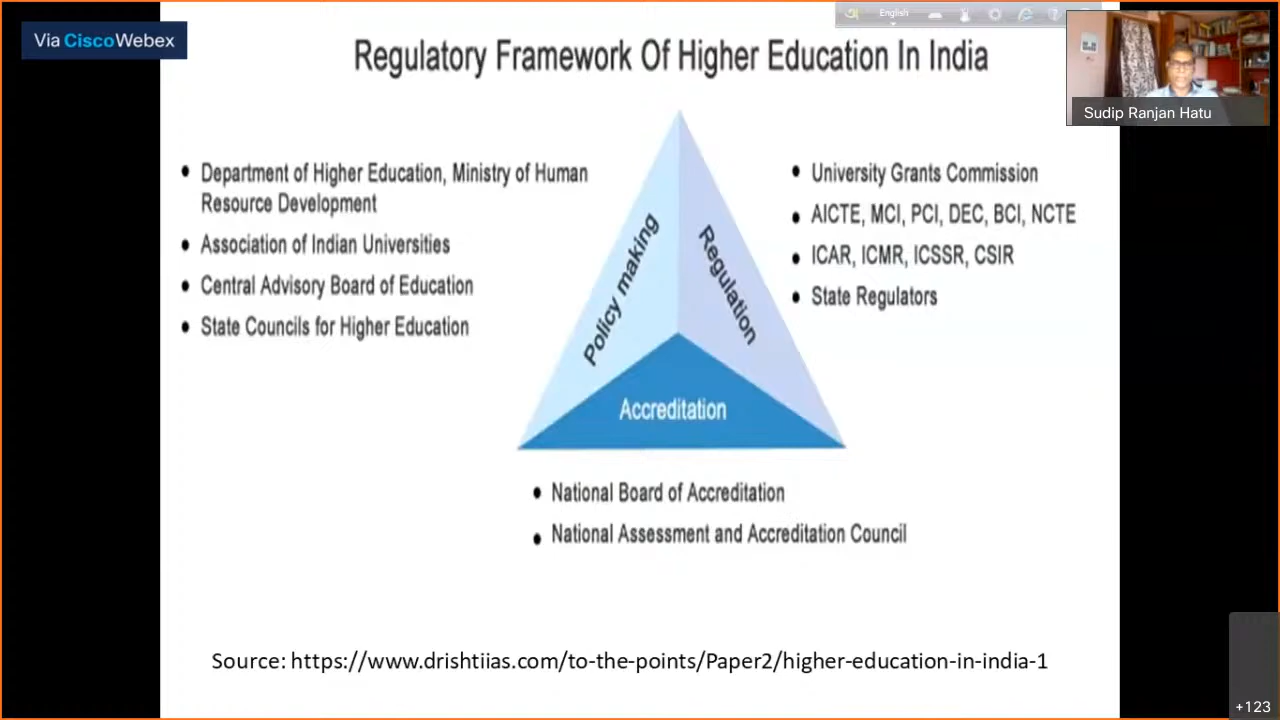 Via CiscoWebex
অ English
Regulatory Framework Of Higher Education In India
Sudip Ranjan Hatu
Department of Higher Education, Ministry of Human
Resource Development
Association of Indian Universities
Central Advisory Board of Education
State Councils for Higher Education
Policy making
Regulation
Accreditation
University Grants Commission
AICTE, MCI, PCI, DEC, BCI, NCTE
ICAR, ICMR, ICSSR, CSIR
State Regulators
National Board of Accreditation
National Assessment and Accreditation Council
Source: https://www.drishtiias.com/to-the-points/Paper2/higher-education-in-india-1
+123